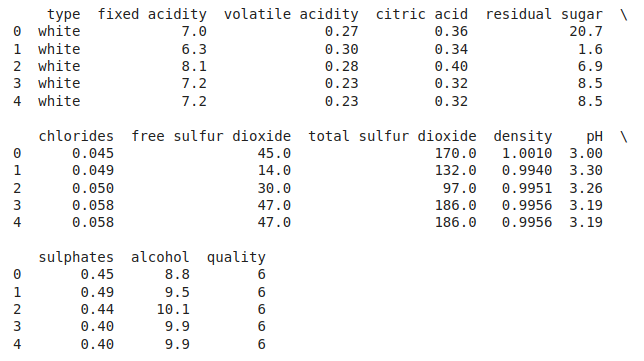 type fixed acidity volatile acidity citric acid residual sugar \
0 white 7.0 0.27 0.36 20.7
1 white 6.3 0.30 0.34 1.6
2 white 8.1 0.28 0.40 6.9
3 white 7.2 0.23 0.32 8.5
4 white 7.2 0.23 0.32 8.5
chlorides free sulfur dioxide total sulfur dioxide density pH \
0 0.045 45.0 170.0 1.0010 3.00
1 0.049 14.0 132.0 0.9940 3.30
2 0.050 30.0 97.0 0.9951 3.26
3 0.058 47.0 186.0 0.9956 3.19
4 0.058 47.0 186.0 0.9956 3.19
sulphates alcohol quality
0 0.45 8.8 6
1 0.49 9.5 6
2 0.44 10.1 6
3 0.40 9.9 6
4 0.40 9.9 6